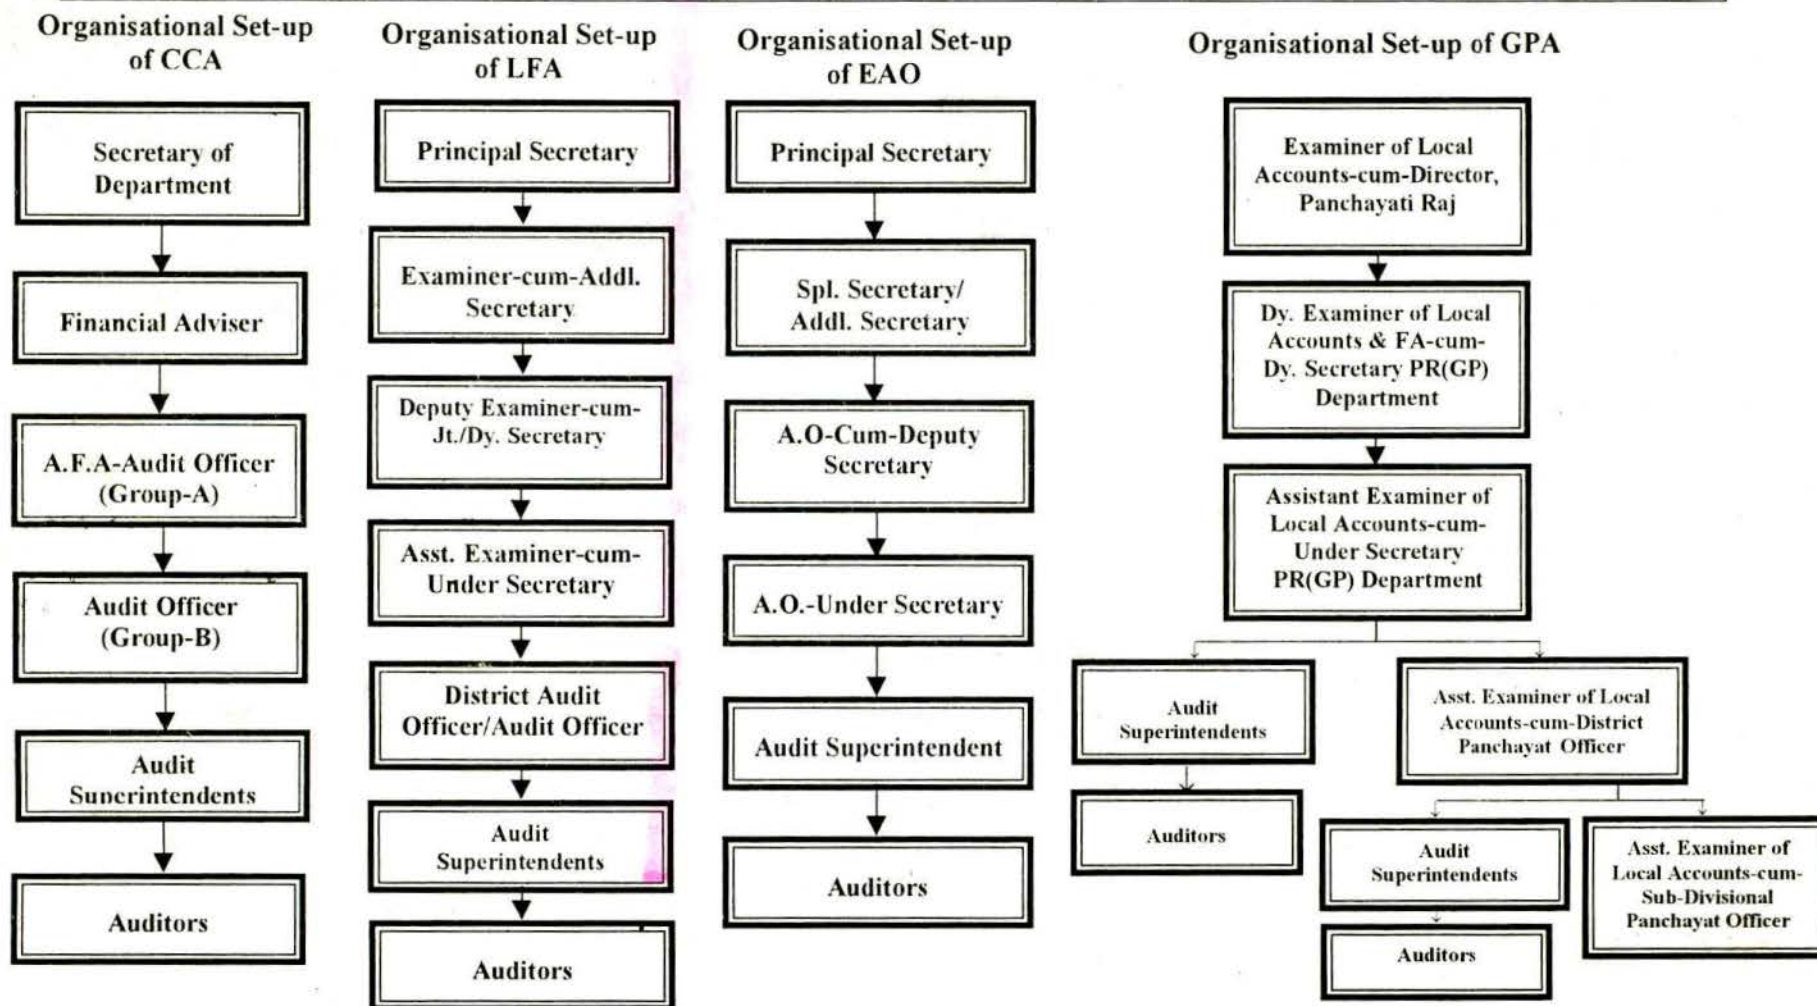 Organisational Set-up
of CCA
Secretary of
Department
Financial Adviser
A.F.A-Audit Officer
(Group-A)
Audit Officer
(Group-B)
Audit
Superintendents
Auditors
Organisational Set-up
of LFA
Principal Secretary
Examiner-cum-Addl.
Secretary
Deputy Examiner-cum-
Jt./Dy. Secretary
Asst. Examiner-cum-
Under Secretary
District Audit
Officer/Audit Officer
Audit
Superintendents
Auditors
Organisational Set-up
of EAO
Principal Secretary
Spl. Secretary/
Addl. Secretary
A.O-Cum-Deputy
Secretary
A.O.-Under Secretary
Audit Superintendent
Auditors
Organisational Set-up of GPA
Examiner of Local
Accounts-cum-Director,
Panchayati Raj
Dy. Examiner of Local
Accounts & FA-cum-
Dy. Secretary PR(GP)
Department
Assistant Examiner of
Local Accounts-cum-
Under Secretary
PR(GP) Department
Audit
Superintendents
Auditors
Asst. Examiner of Local
Accounts-cum-District
Panchayat Officer
Audit
Superintendents
Auditors
Asst. Examiner of
Local Accounts-cum-
Sub-Divisional
Panchayat Officer